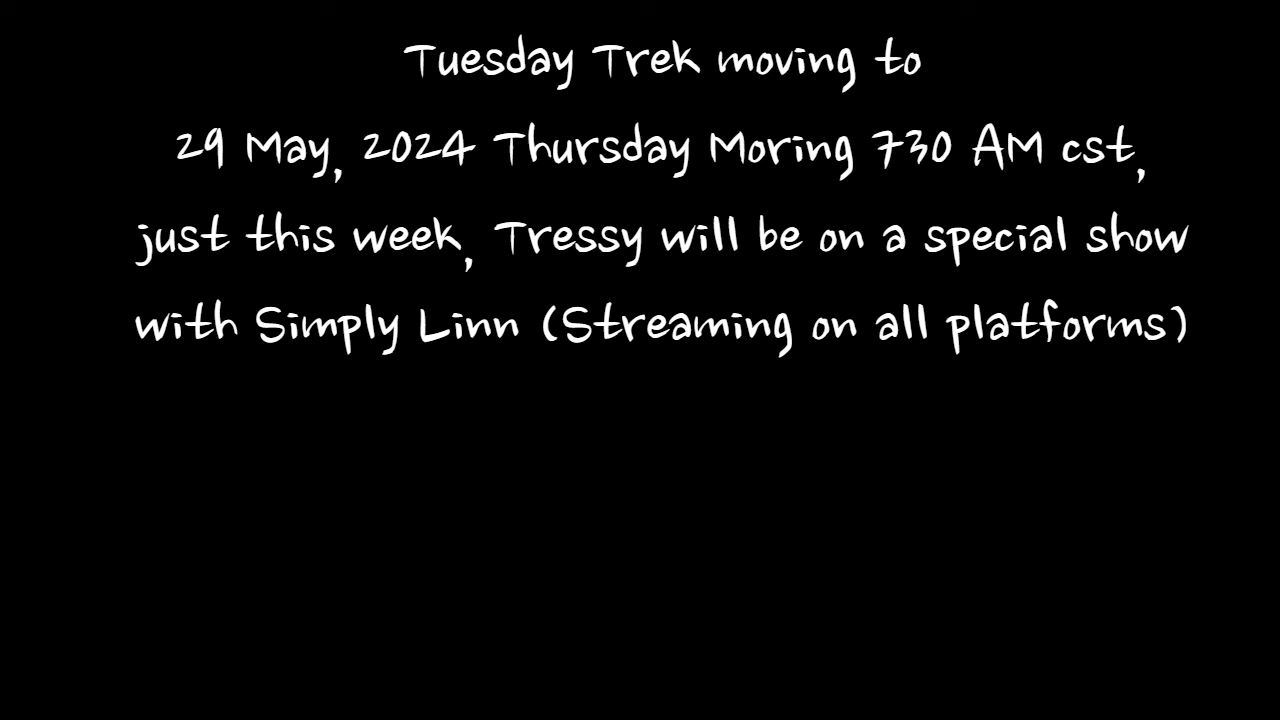 Tuesday Trek moving to
29 May, 2024 Thursday Moring 730 AM cst,
just this week, Tressy will be on a special show
with Simply Linn (Streaming on all platforms)